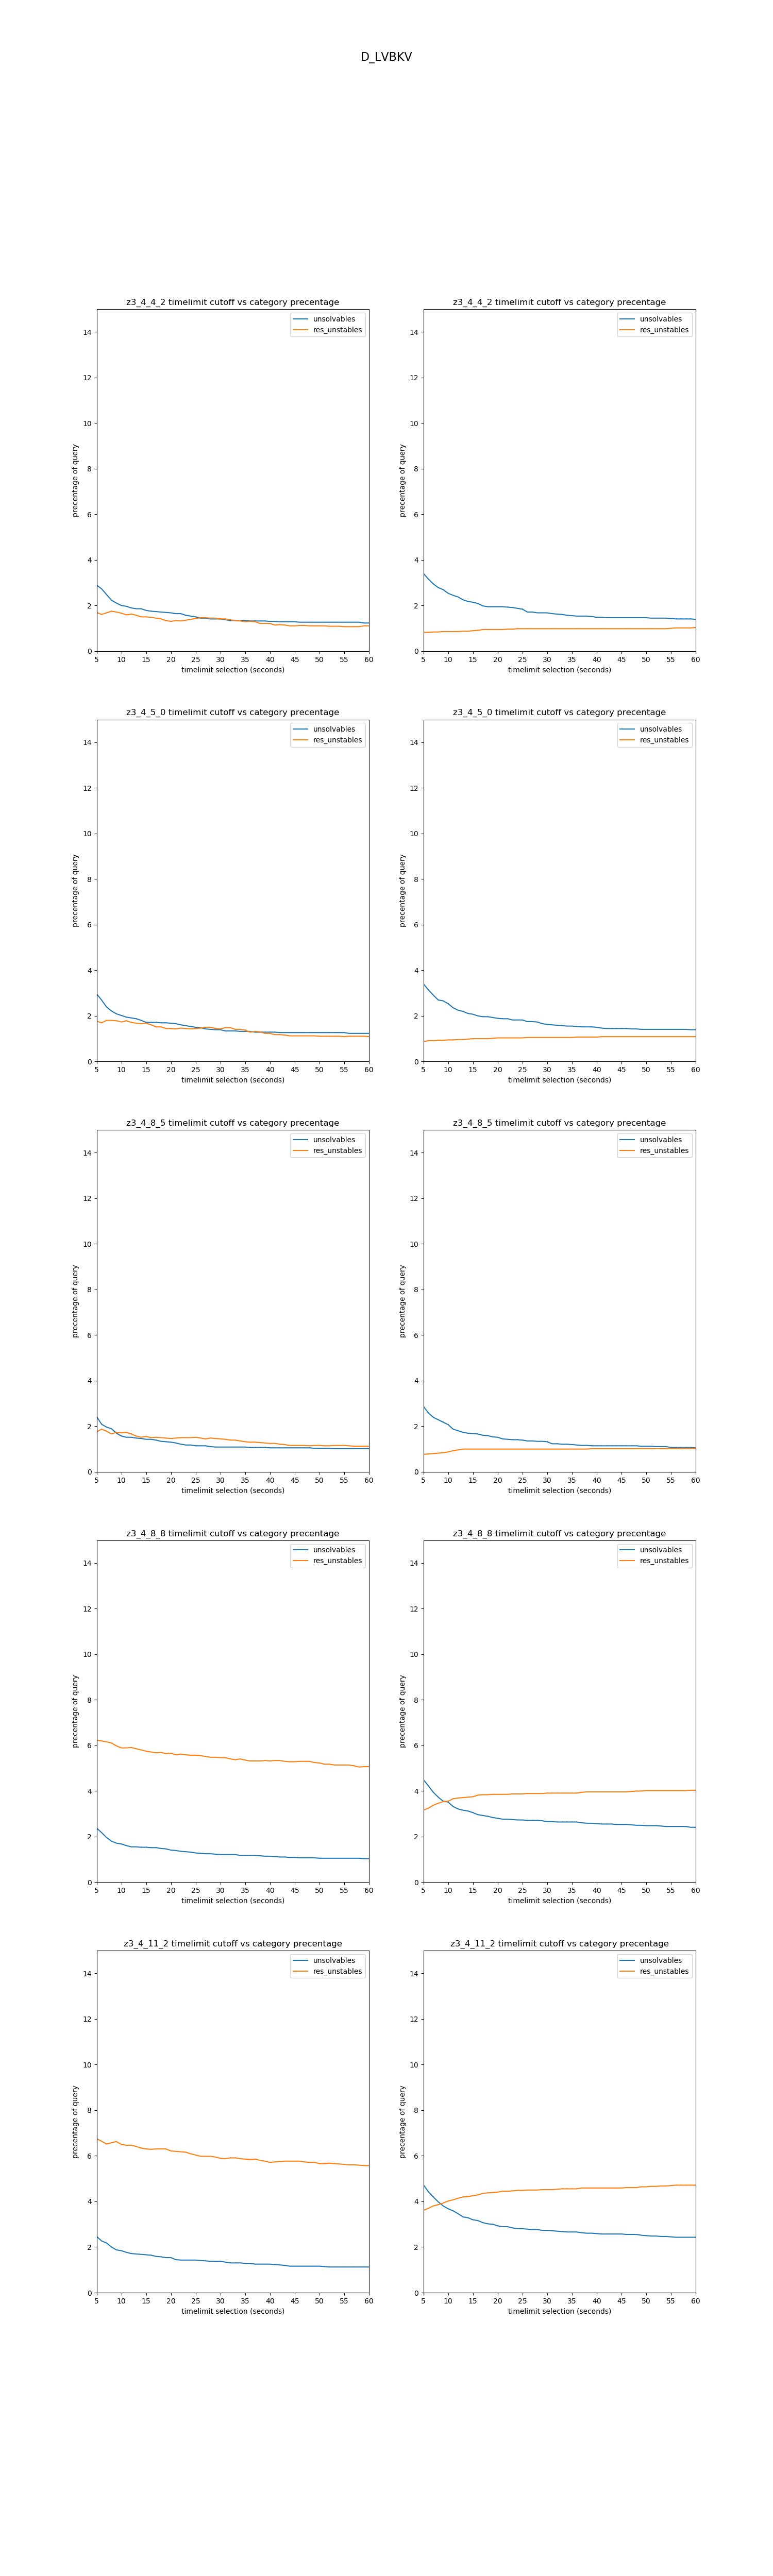 D_LVBKV
z3_4_4_2 timelimit cutoff vs category precentage
z3_4_4_2 timelimit cutoff vs category precentage
unsolvables
res_unstables
unsolvables
res_unstables
14
12
10
8
6
4
2
0
14
12
10
8
6
4
2
0
precentage of query
precentage of query
5 10 15 20 25 30 35 40 45 50 55 60
5 10 15 20 25 30 35 40 45 50 55 60
timelimit selection (seconds)
timelimit selection (seconds)
z3_4_5_0 timelimit cutoff vs category precentage
z3_4_5_0 timelimit cutoff vs category precentage
unsolvables
res_unstables
unsolvables
res_unstables
14
12
10
8
6
4
2
0
14
12
10
8
6
4
2
0
precentage of query
precentage of query
5 10 15 20 25 30 35 40 45 50 55 60
5 10 15 20 25 30 35 40 45 50 55 60
timelimit selection (seconds)
timelimit selection (seconds)
z3_4_8_5 timelimit cutoff vs category precentage
z3_4_8_5 timelimit cutoff vs category precentage
unsolvables
res_unstables
unsolvables
res_unstables
14
12
10
8
6
4
2
0
14
12
10
8
6
4
2
0
precentage of query
precentage of query
5 10 15 20 25 30 35 40 45 50 55 60
5 10 15 20 25 30 35 40 45 50 55 60
timelimit selection (seconds)
timelimit selection (seconds)
z3_4_8_8 timelimit cutoff vs category precentage
z3_4_8_8 timelimit cutoff vs category precentage
unsolvables
res_unstables
unsolvables
res_unstables
14
12
10
8
6
4
2
0
14
12
10
8
6
4
2
0
precentage of query
precentage of query
5 10 15 20 25 30 35 40 45 50 55 60
5 10 15 20 25 30 35 40 45 50 55 60
timelimit selection (seconds)
timelimit selection (seconds)
z3_4_11_2 timelimit cutoff vs category precentage
z3_4_11_2 timelimit cutoff vs category precentage
unsolvables
res_unstables
unsolvables
res_unstables
14
12
10
8
6
4
2
0
14
12
10
8
6
4
2
0
precentage of query
precentage of query
5 10 15 20 25 30 35 40 45 50 55 60
5 10 15 20 25 30 35 40 45 50 55 60
timelimit selection (seconds)
timelimit selection (seconds)